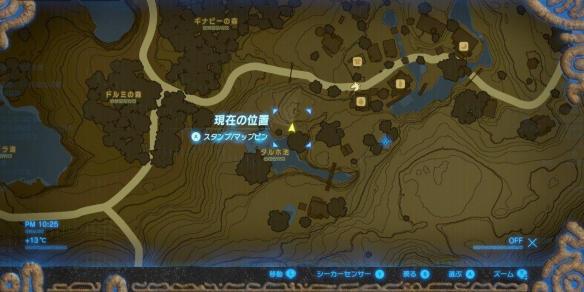 ギナビーの森
ドルミの森
現在の位置
A スタンプ/マップピン
タルホ池
ラ湖
PM 10:25
+13℃
OFF
移動 L
シーカーセンサー Y
戻る B
選ぶ A
ズーム